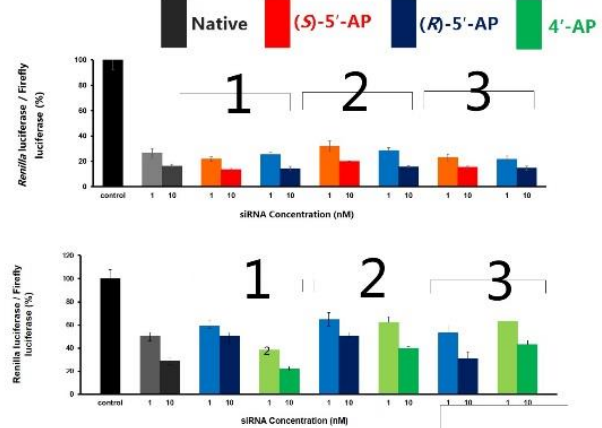 Native (S)-5'-AP (R)-5'-AP 4'-AP
Renilla luciferase / Firefly
luciferase (%)
100
80
60
40
20
0
1 2 3
control 1 10 1 10 1 10 1 10 1 10 1 10 1 10
siRNA Concentration (nM)
Renilla luciferase / Firefly
luciferase (%)
120
100
80
60
40
20
0
1 2 3
2
control 1 10 1 10 1 10 1 10 1 10 1 10 1 10
siRNA Concentration (nM)